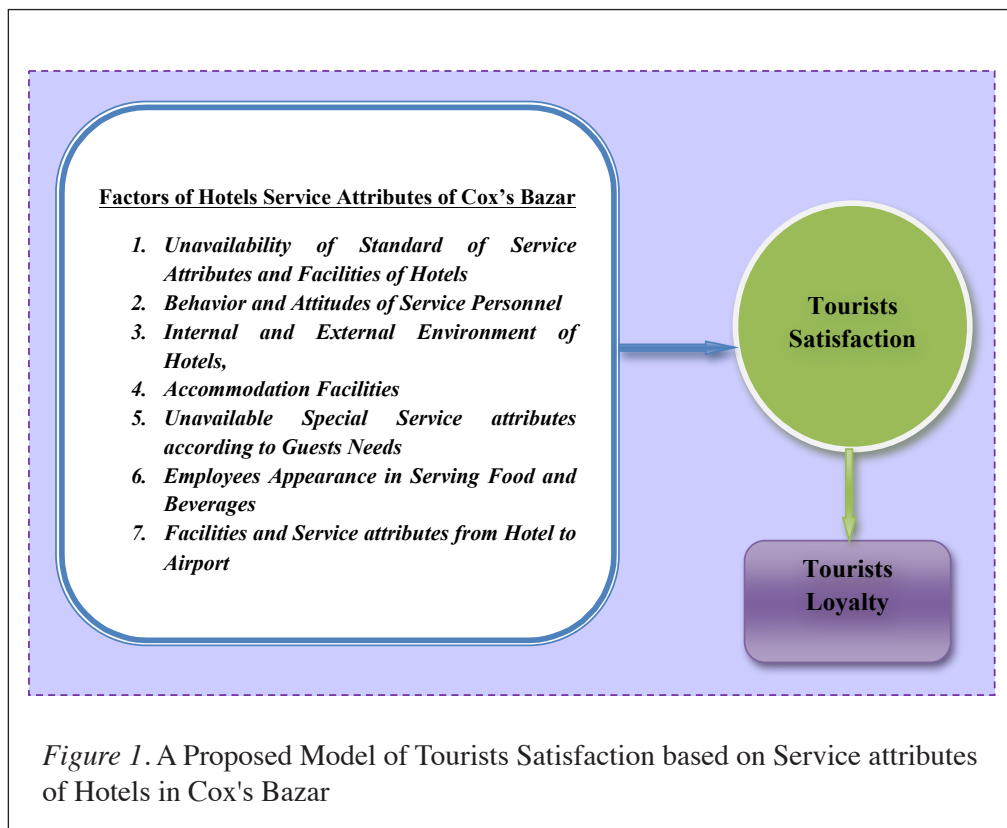 Factors of Hotels Service Attributes of Cox’s Bazar
1. Unavailability of Standard of Service
Attributes and Facilities of Hotels
2. Behavior and Attitudes of Service Personnel
3. Internal and External Environment of
Hotels,
4. Accommodation Facilities
5. Unavailable Special Service attributes
according to Guests Needs
6. Employees Appearance in Serving Food and
Beverages
7. Facilities and Service attributes from Hotel to
Airport
Tourists
Satisfaction
Tourists
Loyalty
Figure 1. A Proposed Model of Tourists Satisfaction based on Service attributes
of Hotels in Cox's Bazar